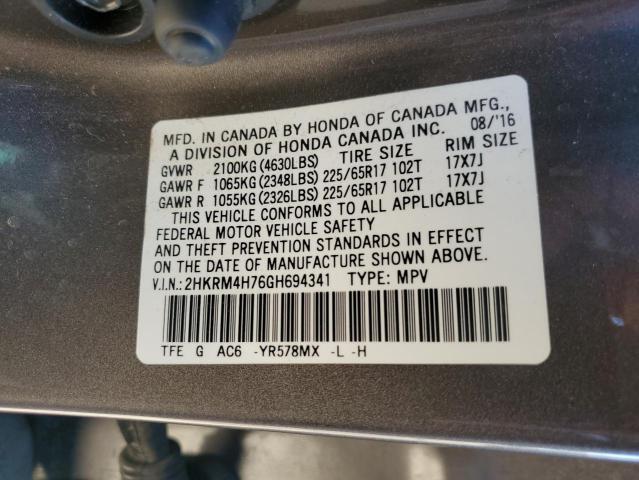 MFD. IN CANADA BY HONDA OF CANADA MFG.,
A DIVISION OF HONDA CANADA INC. 08/'16
GVWR 2100KG(4630LBS) TIRE SIZE RIM SIZE
GAWR F 1065KG(2348LBS)225/65R17 102T 17X7J
GAWR R 1055KG(2326LBS)225/65R17 102T 17X7J
THIS VEHICLE CONFORMS TO ALL APPLICABLE
FEDERAL MOTOR VEHICLE SAFETY
AND THEFT PREVENTION STANDARDS IN EFFECT
ON THE DATE OF MANUFACTURE SHOWN ABOVE.
V.I.N.:2HKRM4H76GH694341 TYPE: MPV
TFE G AC6 -YR578MX -L -H